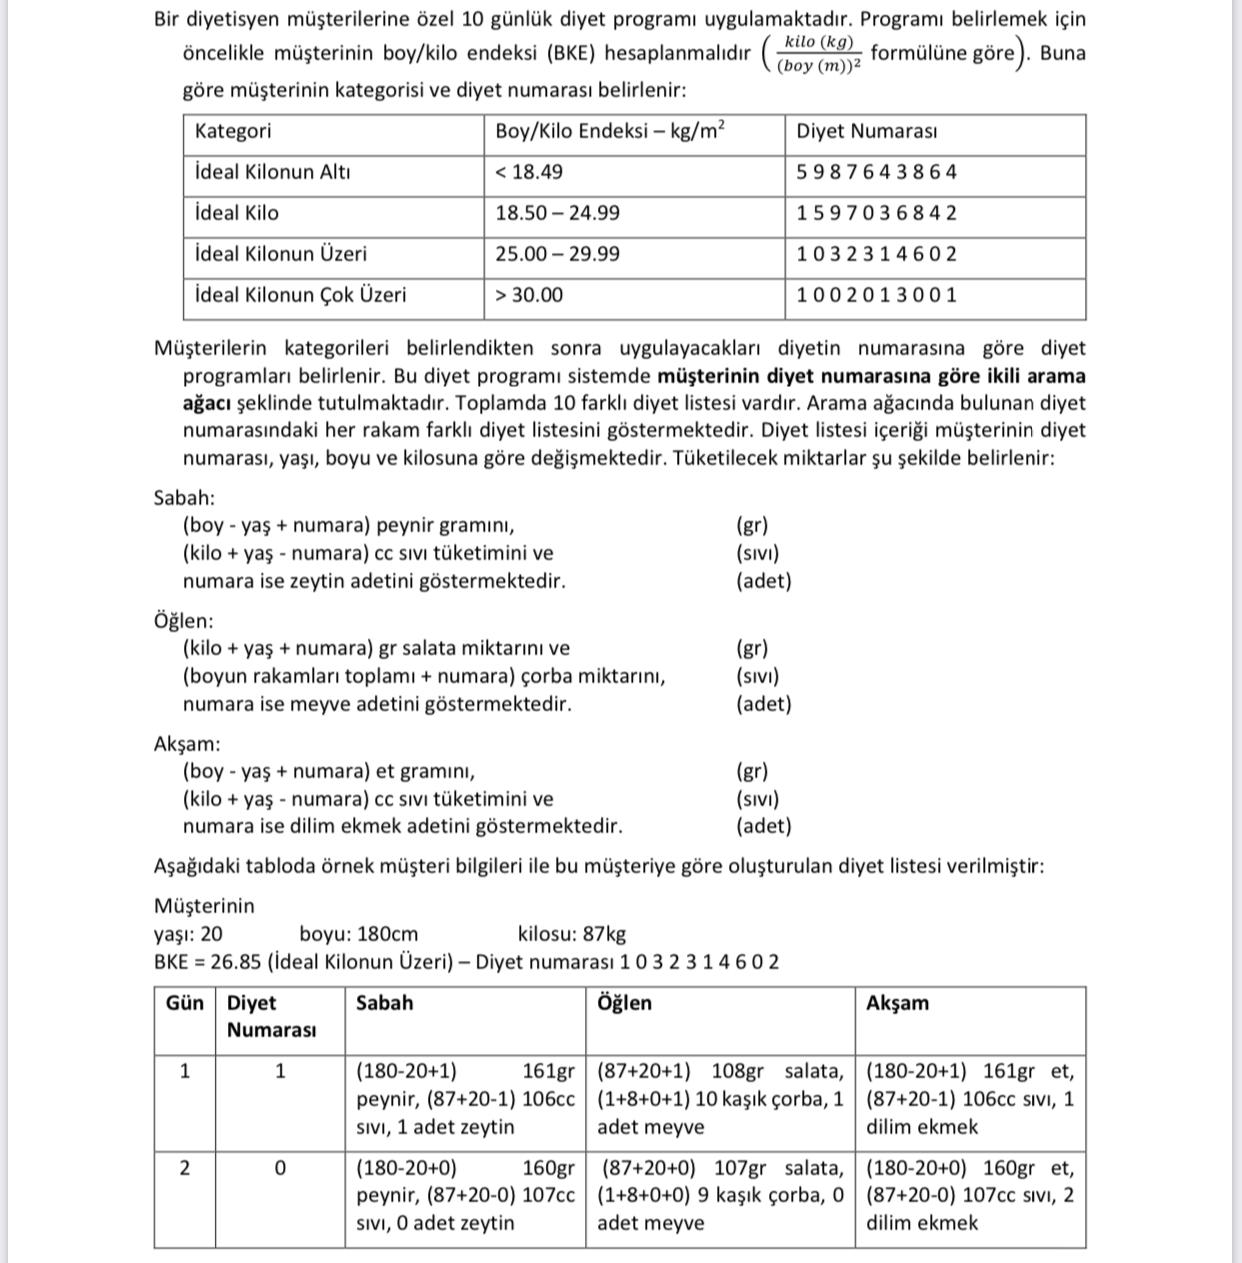 Bir diyetisyen müşterilerine özel 10 günlük diyet programı uygulamaktadır. Programı belirlemek için
öncelikle müşterinin boy/kilo endeksi (BKE) hesaplanmalıdır ( kilo (kg) / (boy (m))² formülüne göre). Buna
göre müşterinin kategorisi ve diyet numarası belirlenir:
Kategori Boy/Kilo Endeksi – kg/m² Diyet Numarası
İdeal Kilonun Altı < 18.49 5 9 8 7 6 4 3 8 6 4
İdeal Kilo 18.50 – 24.99 1 5 9 7 0 3 6 8 4 2
İdeal Kilonun Üzeri 25.00 – 29.99 1 0 3 2 3 1 4 6 0 2
İdeal Kilonun Çok Üzeri > 30.00 1 0 0 2 0 1 3 0 0 1
Müşterilerin kategorileri belirlendikten sonra uygulayacakları diyetin numarasına göre diyet
programları belirlenir. Bu diyet programı sistemde müşterinin diyet numarasına göre ikili arama
ağacı şeklinde tutulmaktadır. Toplamda 10 farklı diyet listesi vardır. Arama ağacında bulunan diyet
numarasındaki her rakam farklı diyet listesini göstermektedir. Diyet listesi içeriği müşterinin diyet
numarası, yaşı, boyu ve kilosuna göre değişmektedir. Tüketilecek miktarlar şu şekilde belirlenir:
Sabah:
(boy - yaş + numara) peynir gramını, (gr)
(kilo + yaş - numara) cc sıvı tüketimini ve (sıvı)
numara ise zeytin adetini göstermektedir. (adet)
Öğlen:
(kilo + yaş + numara) gr salata miktarını ve (gr)
(boyun rakamları toplamı + numara) çorba miktarını, (sıvı)
numara ise meyve adetini göstermektedir. (adet)
Akşam:
(boy - yaş + numara) et gramını, (gr)
(kilo + yaş - numara) cc sıvı tüketimini ve (sıvı)
numara ise dilim ekmek adetini göstermektedir. (adet)
Aşağıdaki tabloda örnek müşteri bilgileri ile bu müşteriye göre oluşturulan diyet listesi verilmiştir:
Müşterinin
yaşı: 20 boyu: 180cm kilosu: 87kg
BKE = 26.85 (İdeal Kilonun Üzeri) – Diyet numarası 1 0 3 2 3 1 4 6 0 2
Gün Diyet Sabah Öğlen Akşam
Numarası
1 1 (180-20+1) 161gr (87+20+1) 108gr salata, (180-20+1) 161gr et,
peynir, (87+20-1) 106cc (1+8+0+1) 10 kaşık çorba, 1 (87+20-1) 106cc sıvı, 1
sıvı, 1 adet zeytin adet meyve dilim ekmek
2 0 (180-20+0) 160gr (87+20+0) 107gr salata, (180-20+0) 160gr et,
peynir, (87+20-0) 107cc (1+8+0+0) 9 kaşık çorba, 0 (87+20-0) 107cc sıvı, 2
sıvı, 0 adet zeytin adet meyve dilim ekmek